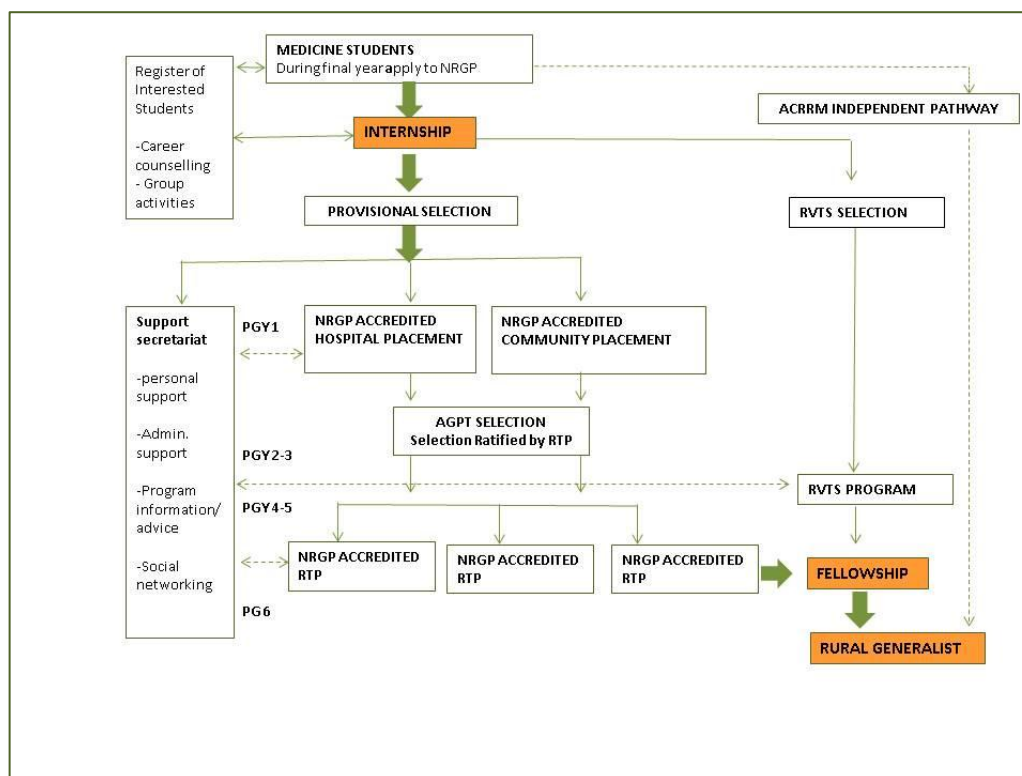 MEDICINE STUDENTS
During final year apply to NRGP
Register of
Interested
Students
-Career
counselling
- Group
activities
ACRRM INDEPENDENT PATHWAY
INTERNSHIP
PROVISIONAL SELECTION
RVTS SELECTION
Support
secretariat
-personal
support
-Admin.
support
-Program
information/
advice
-Social
networking
PGY1
NRGP ACCREDITED
HOSPITAL PLACEMENT
NRGP ACCREDITED
COMMUNITY PLACEMENT
AGPT SELECTION
Selection Ratified by RTP
PGY2-3
RVTS PROGRAM
PGY4-5
NRGP ACCREDITED
RTP
NRGP ACCREDITED
RTP
NRGP ACCREDITED
RTP
FELLOWSHIP
PG6
RURAL GENERALIST